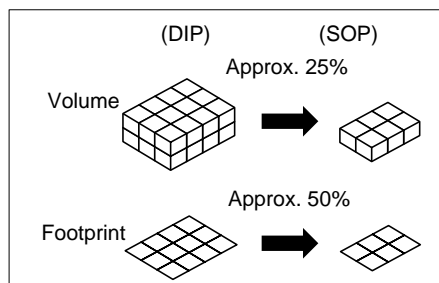 (DIP) (SOP)
Approx. 25%
Volume
Approx. 50%
Footprint